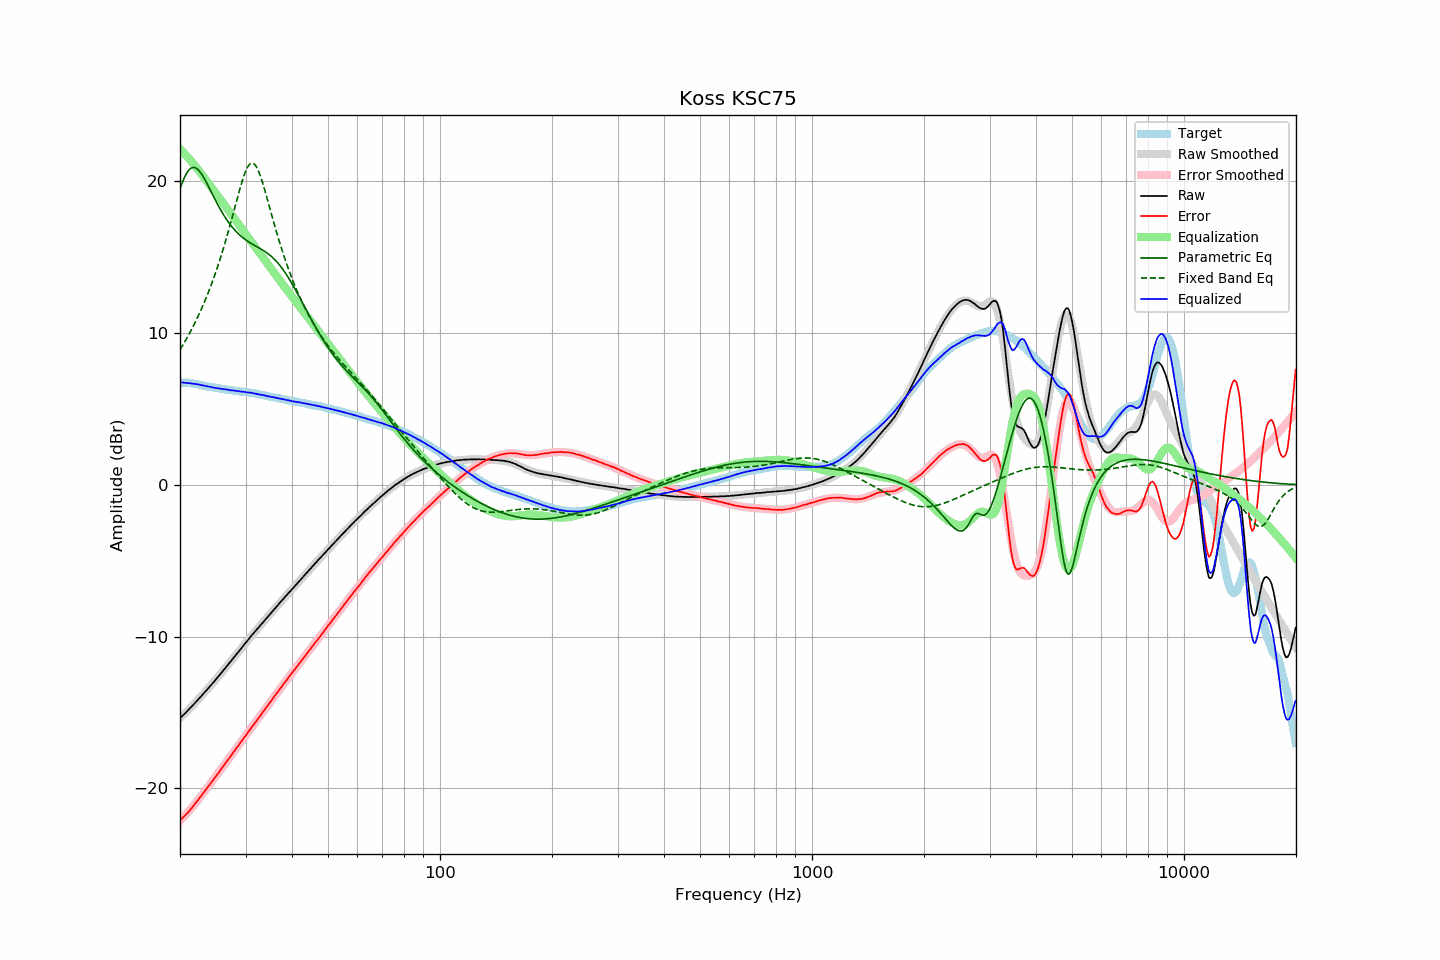 Koss KSC75
Target
Raw Smoothed
Error Smoothed
Raw
Error
Equalization
Parametric Eq
Fixed Band Eq
Equalized
20
10
0
−10
−20
Amplitude (dBr)
100
1000
10000
Frequency (Hz)